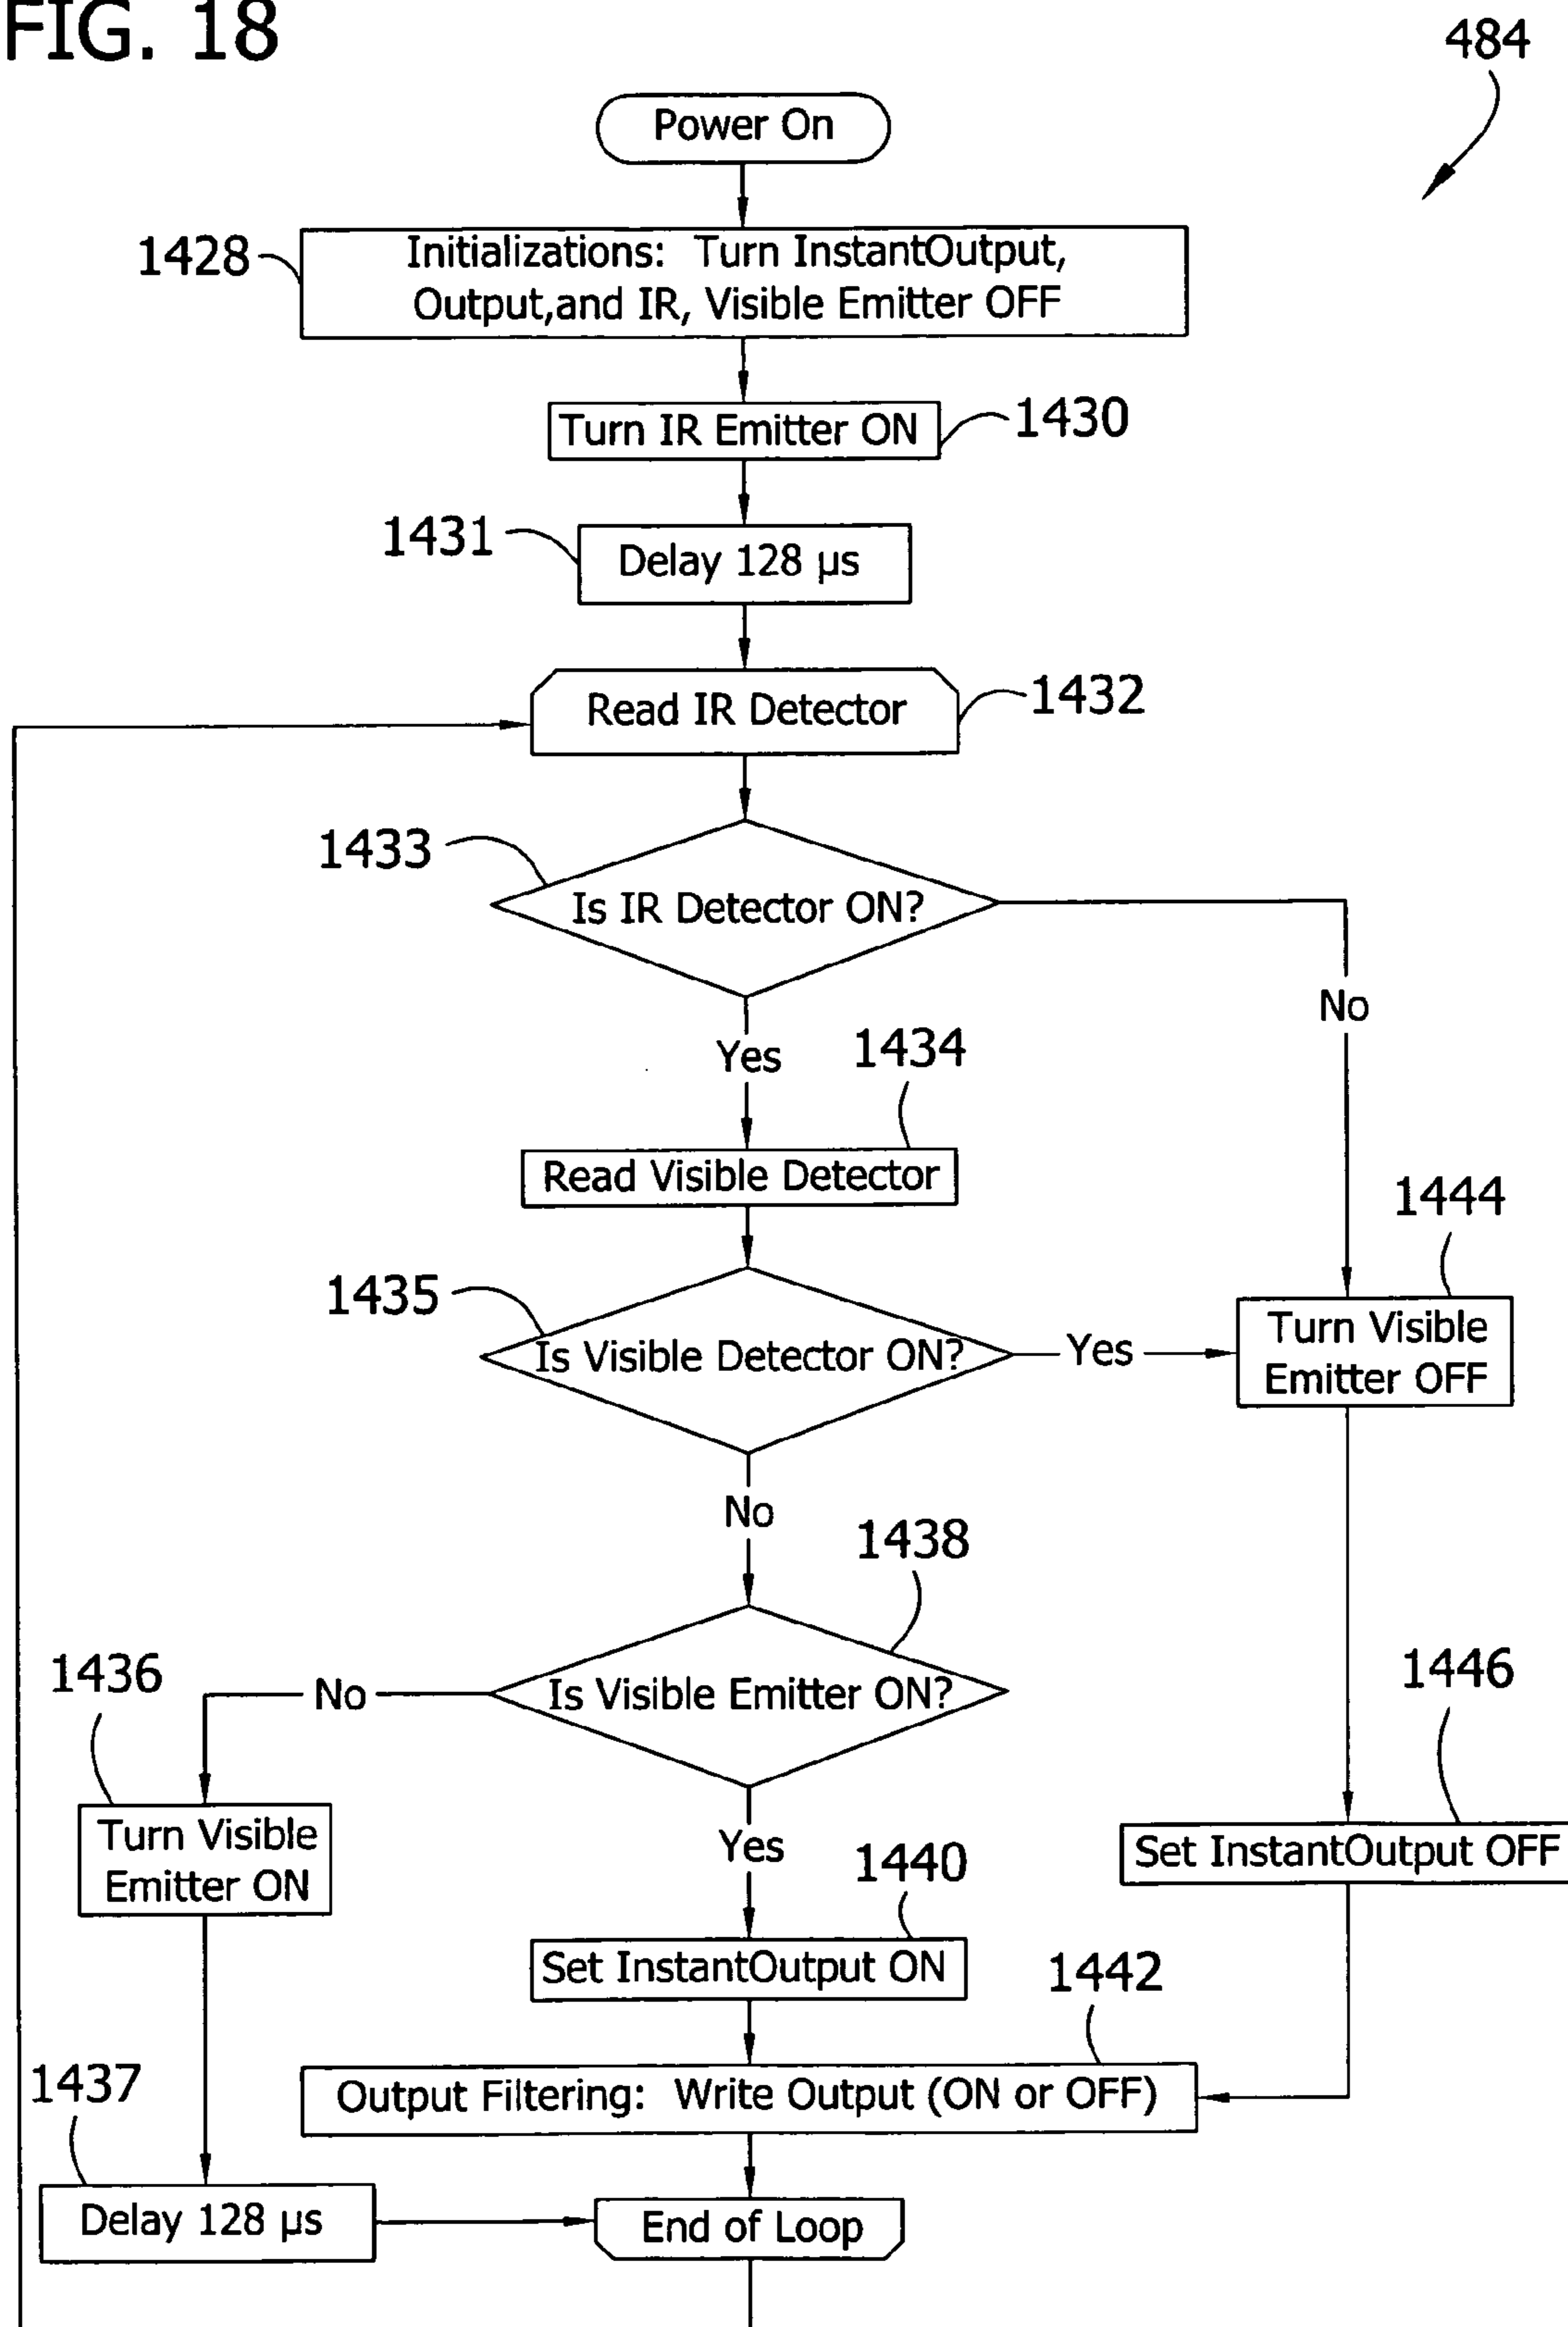 FIG. 18
484
Power On
1428
Initializations: Turn InstantOutput,
Output,and IR, Visible Emitter OFF
Turn IR Emitter ON
1430
1431
Delay 128 µs
Read IR Detector
1432
1433
Is IR Detector ON?
No
Yes
1434
Read Visible Detector
1444
1435
Is Visible Detector ON?
Yes
Turn Visible
Emitter OFF
No
1438
1436
No
Is Visible Emitter ON?
1446
Turn Visible
Emitter ON
Yes
Set InstantOutput OFF
1440
Set InstantOutput ON
1442
1437
Output Filtering: Write Output (ON or OFF)
Delay 128 µs
End of Loop